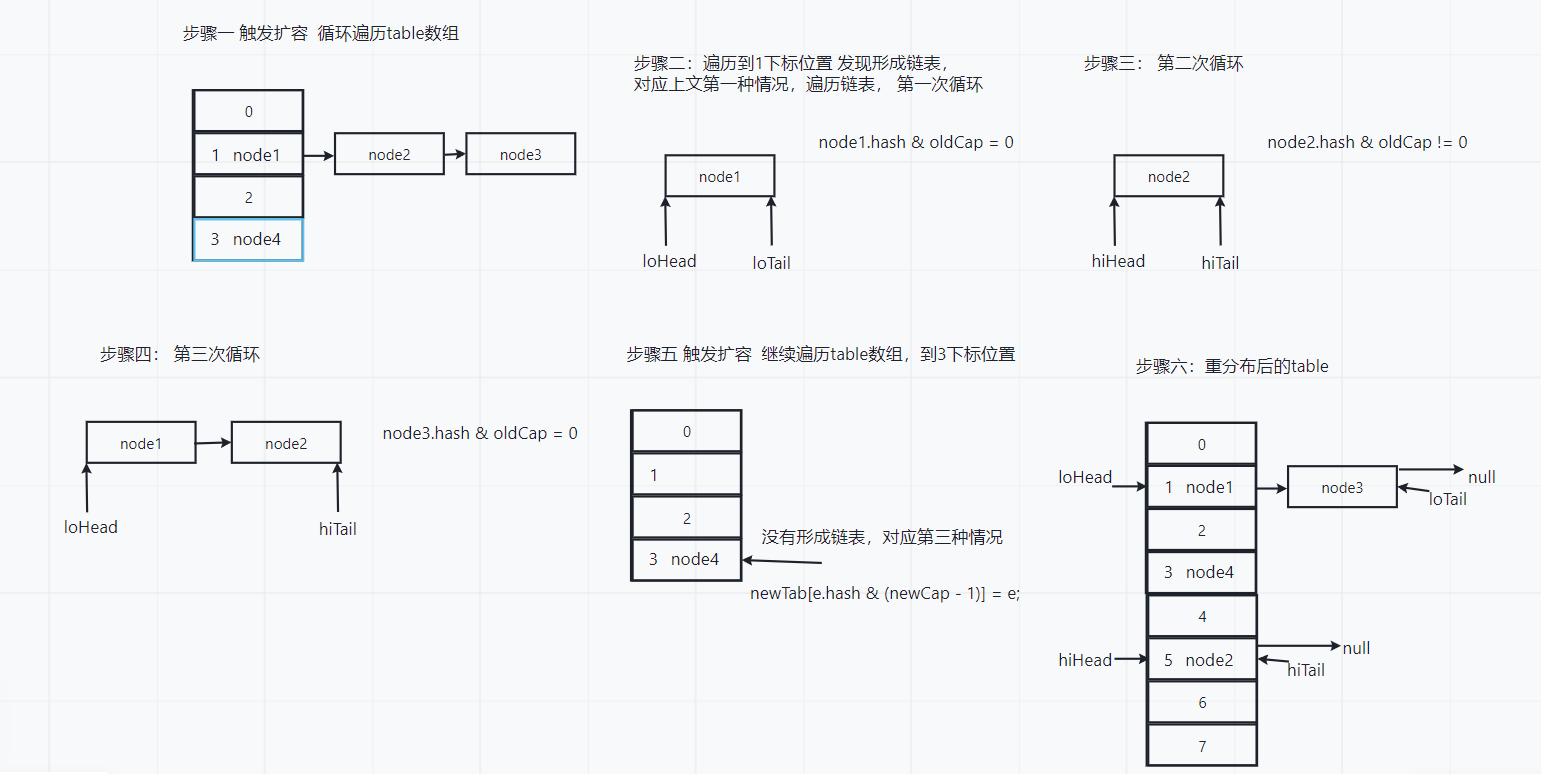 步骤一 触发扩容 循环遍历table数组
0
1 node1
node2
node3
2
3 node4
步骤二：遍历到1下标位置 发现形成链表，
对应上文第一种情况，遍历链表， 第一次循环
node1.hash & oldCap = 0
node1
loHead
loTail
步骤三： 第二次循环
node2.hash & oldCap != 0
node2
hiHead
hiTail
步骤四： 第三次循环
node1
node2
node3.hash & oldCap = 0
loHead
hiTail
步骤五 触发扩容 继续遍历table数组，到3下标位置
0
1
2
3 node4
没有形成链表，对应第三种情况
newTab[e.hash & (newCap - 1)] = e;
步骤六：重分布后的table
0
loHead
1 node1
node3
null
loTail
2
3 node4
4
hiHead
5 node2
null
hiTail
6
7